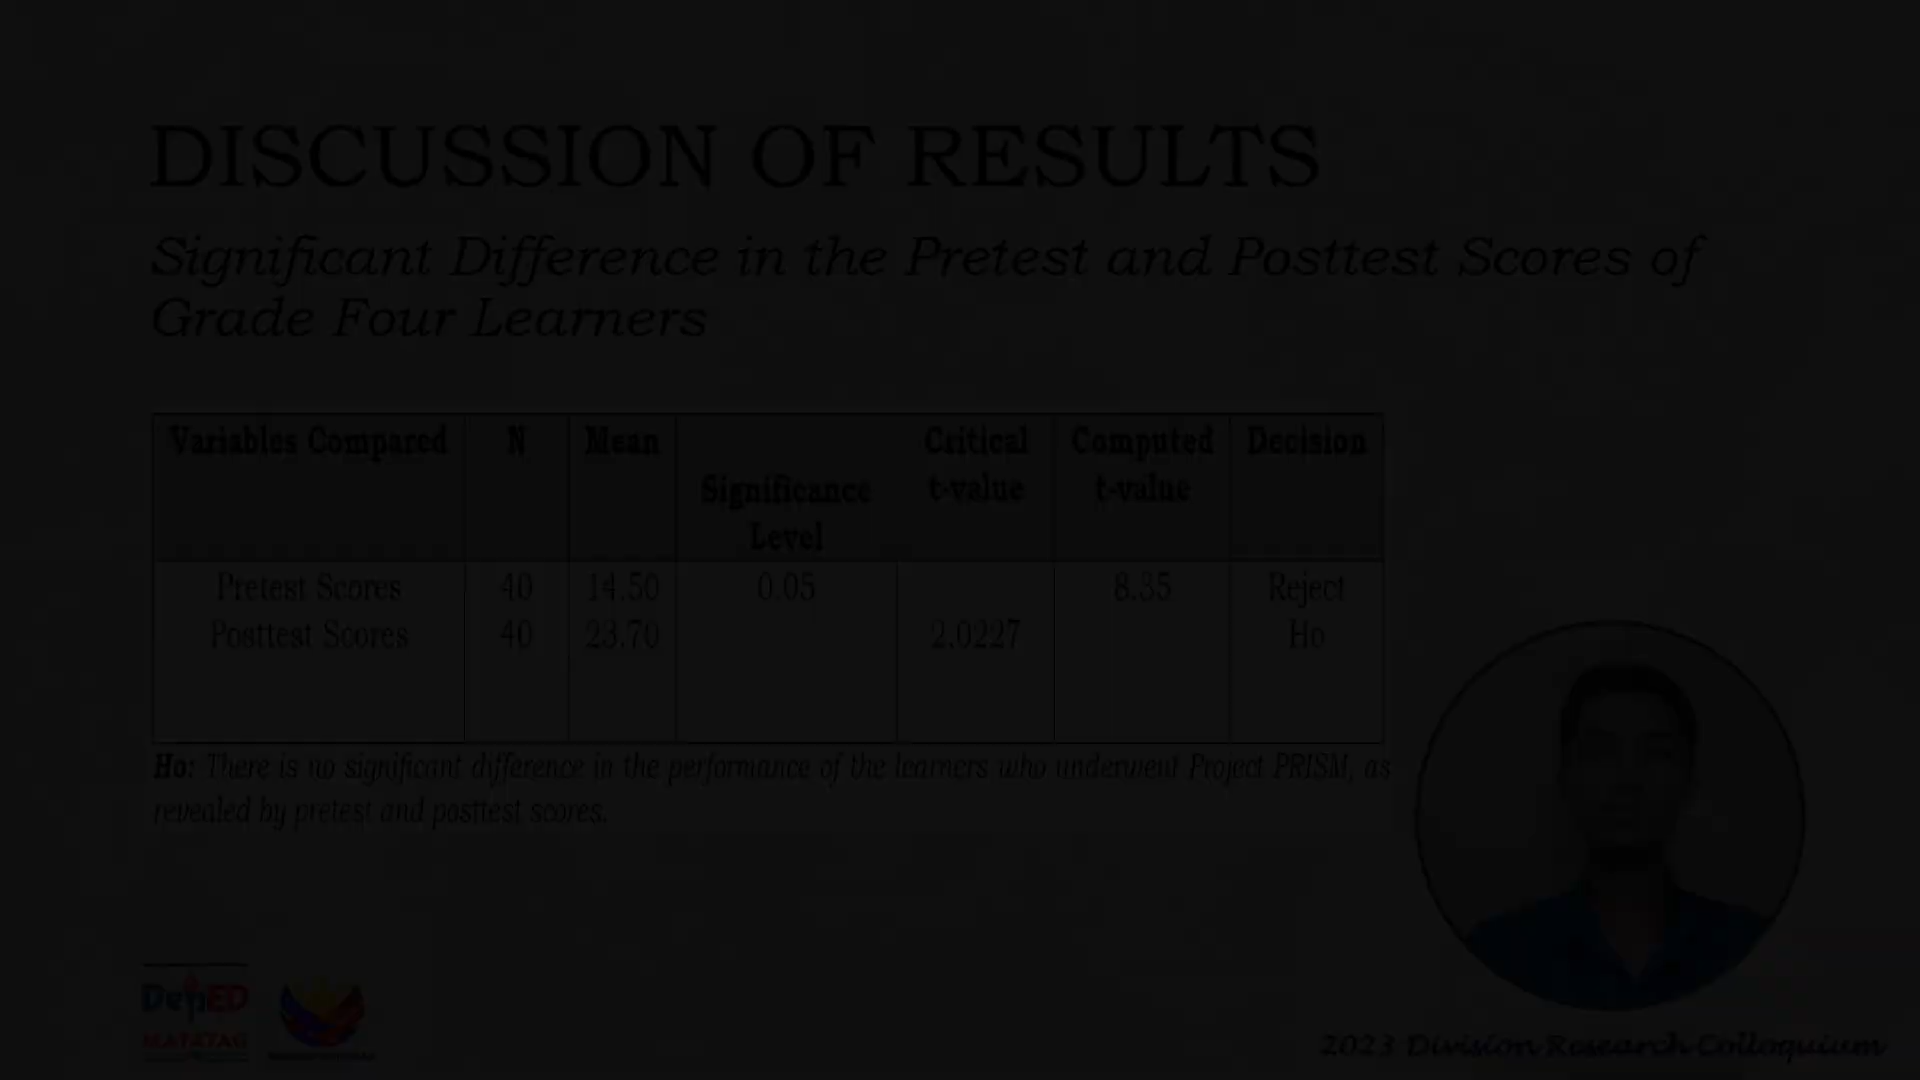 DISCUSSION OF RESULTS
Significant Difference in the Pretest and Posttest Scores of
Grade Four Learners
Variables Compared N Mean Significance Level Critical t-value Computed t-value Decision
Pretest Scores 40 14.50 0.05 8.35 Reject
Posttest Scores 40 23.70 2.0227 Ho
Ho: There is no significant difference in the performance of the learners who underwent Project PRISM, as
revealed by pretest and posttest scores.
DepED
MATATAG
2023 Division Research Colloquium